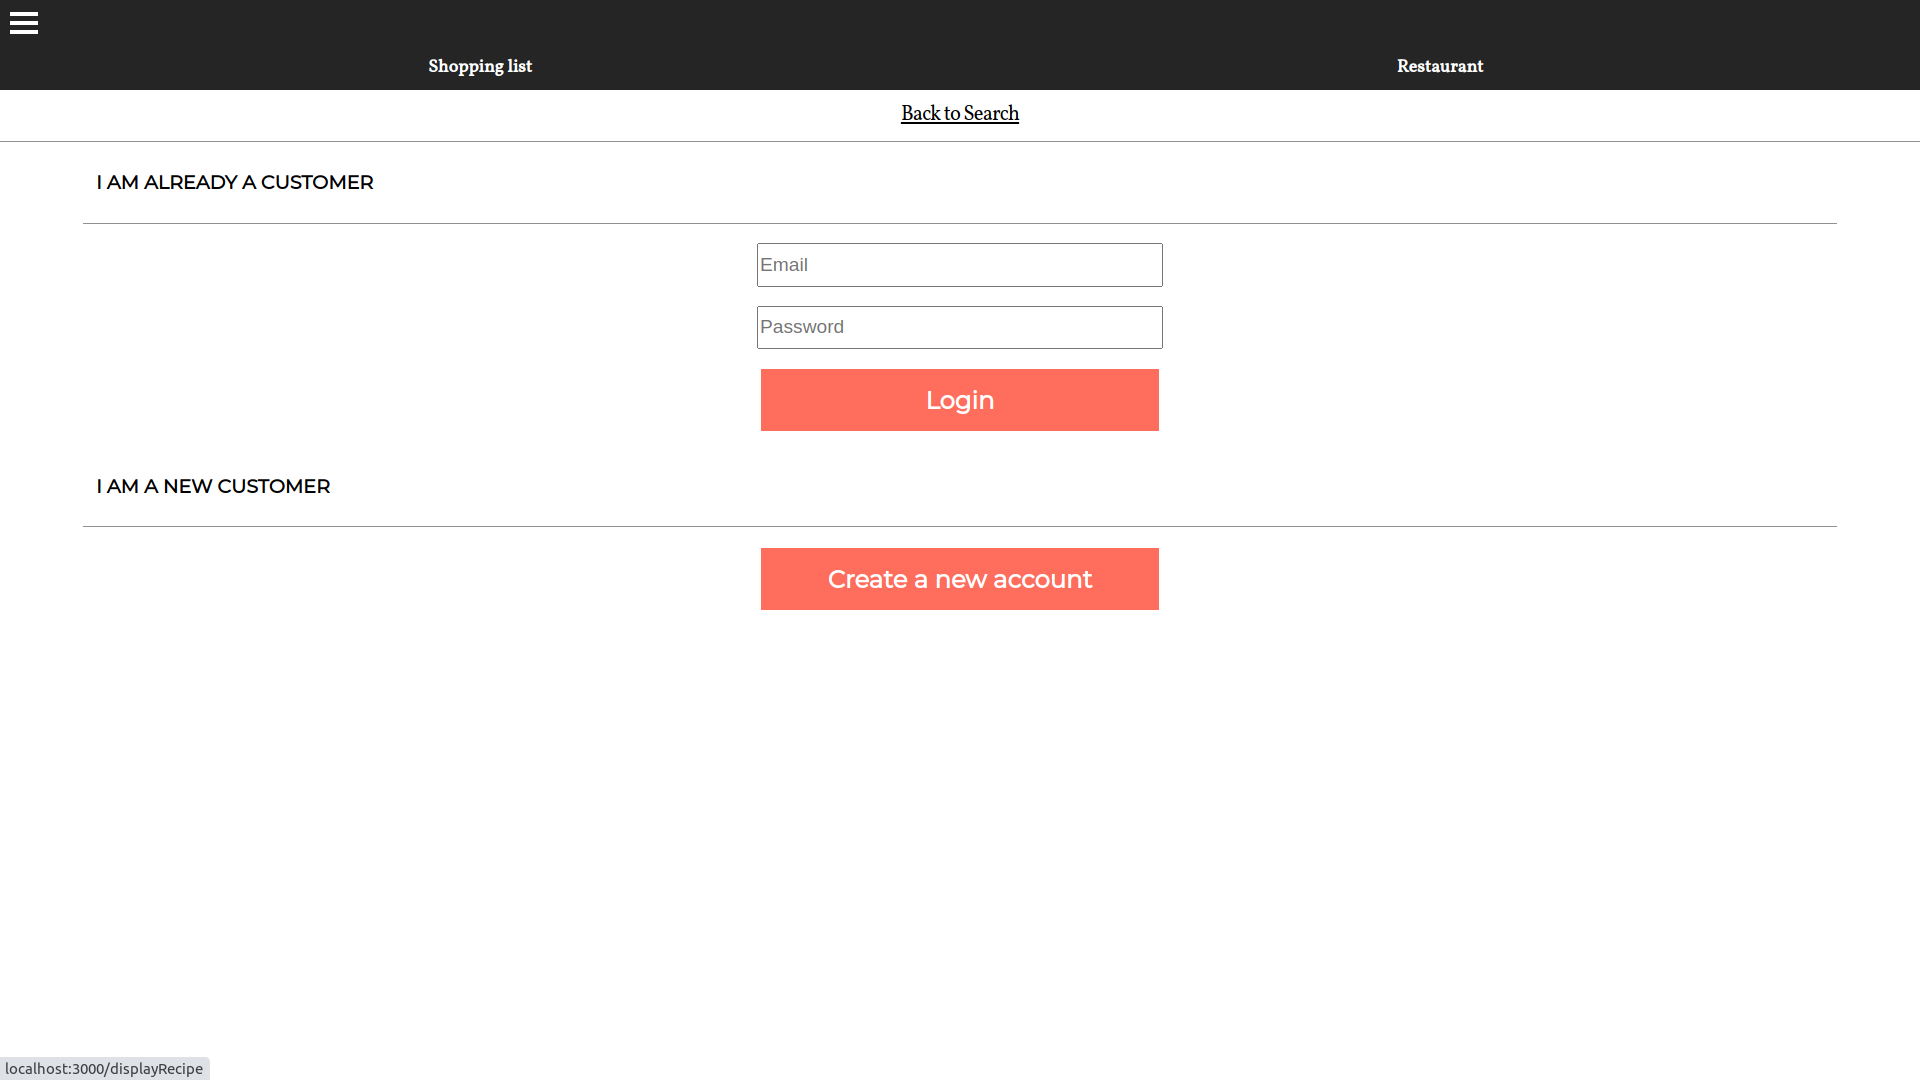 Shopping list
Restaurant
Back to Search
I AM ALREADY A CUSTOMER
Email
Password
Login
I AM A NEW CUSTOMER
Create a new account
localhost:3000/displayRecipe